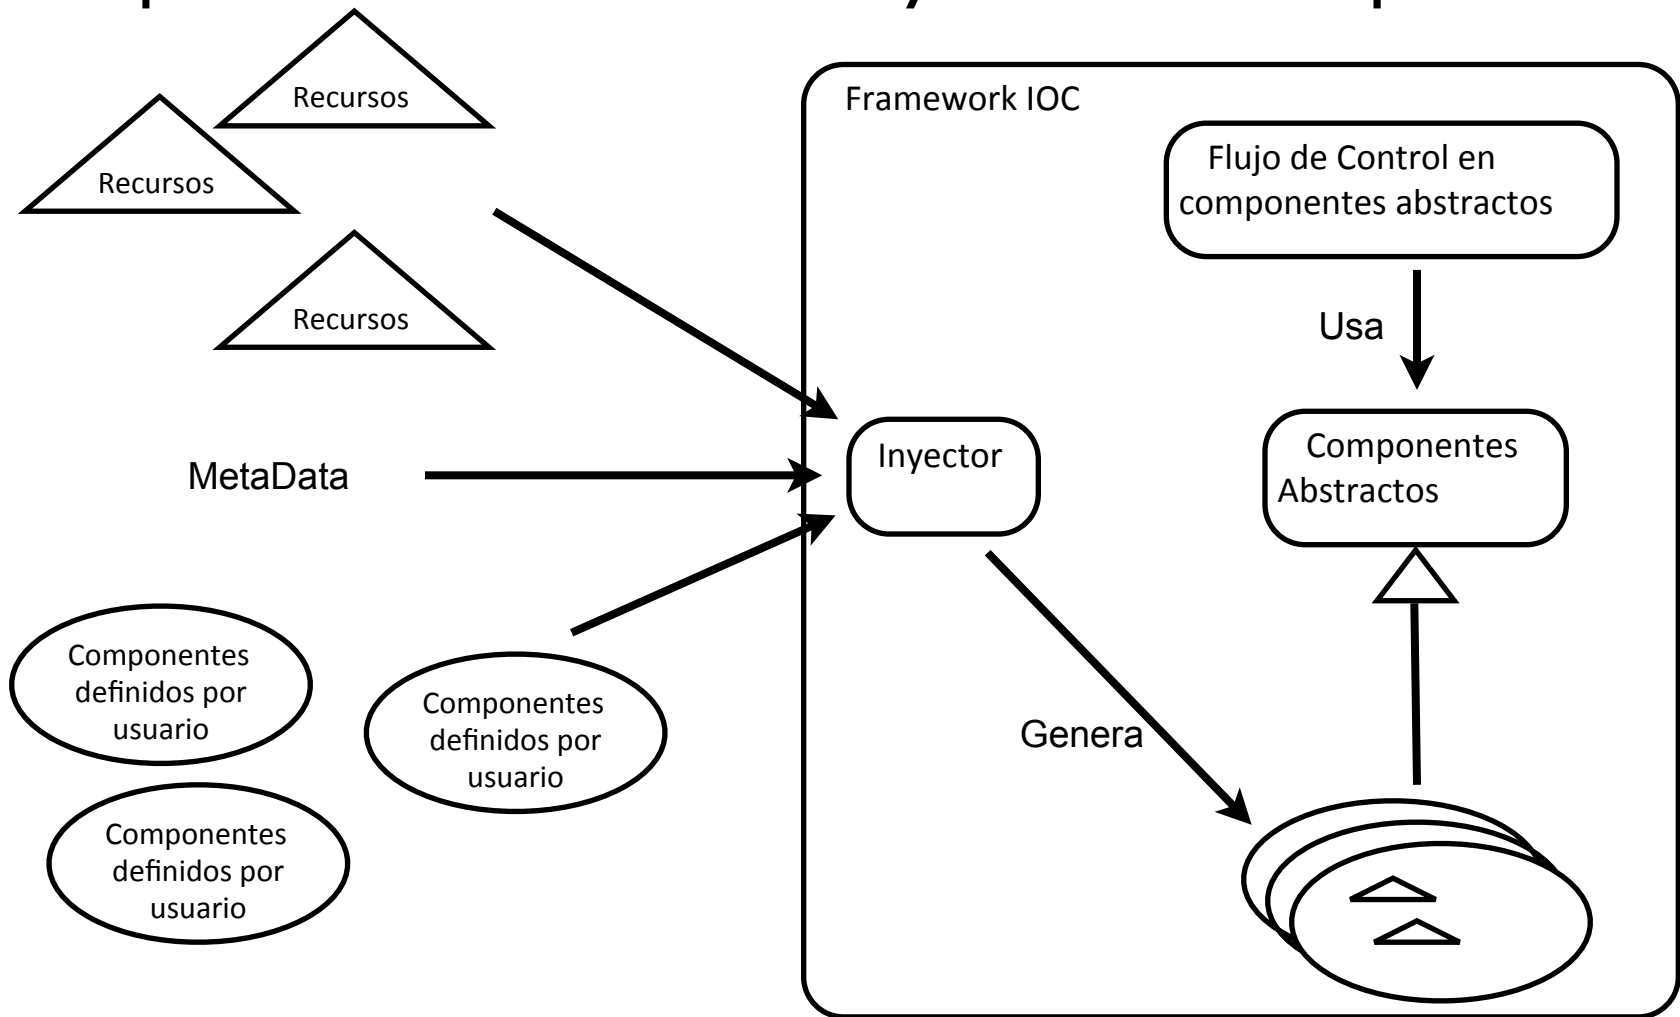 Recursos
Recursos
Recursos
MetaData
Componentes
definidos por
usuario
Componentes
definidos por
usuario
Componentes
definidos por
usuario
Framework IOC
Flujo de Control en
componentes abstractos
Usa
Inyector
Componentes
Abstractos
Genera